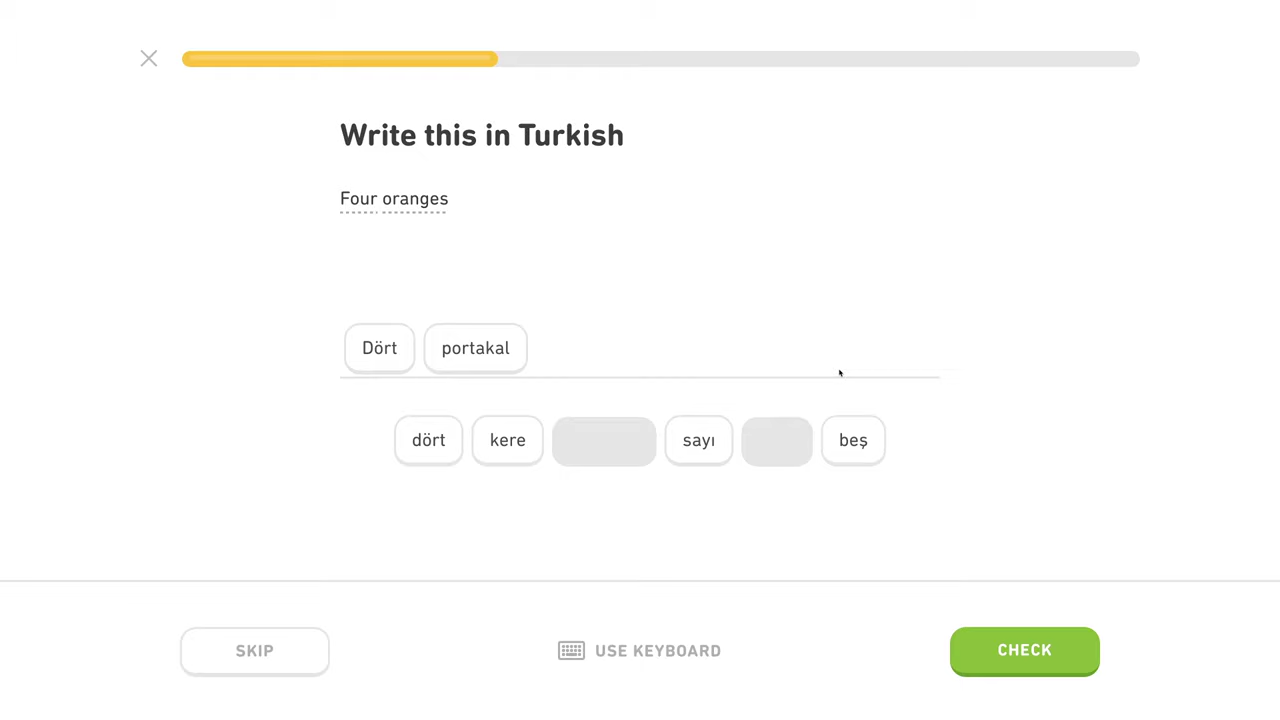 Write this in Turkish
Four oranges
Dört portakal
dört kere sayı beş
SKIP USE KEYBOARD CHECK